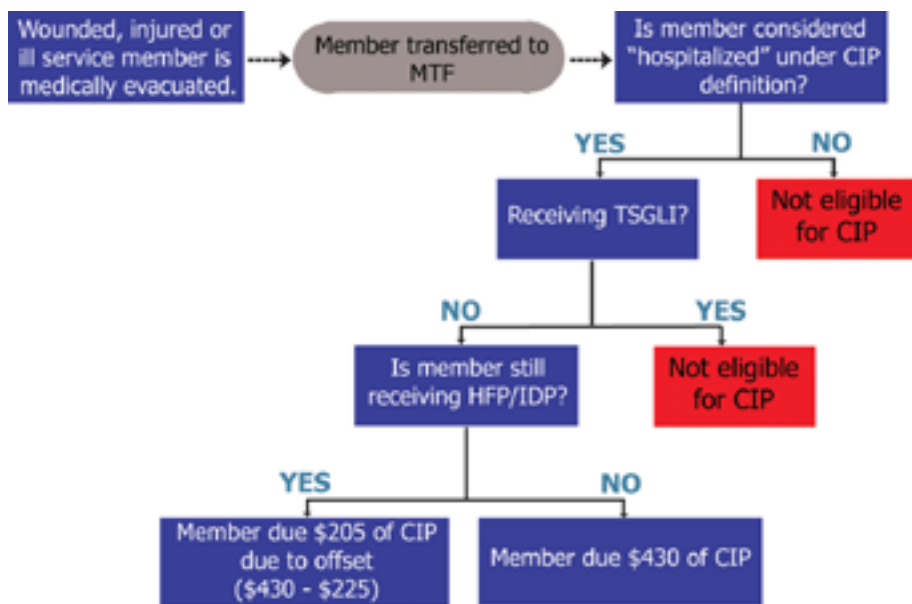 Wounded, injured or
ill service member is
medically evacuated.
Member transferred to
MTF
Is member considered
“hospitalized” under CIP
definition?
YES
NO
Receiving TSGLI?
Not eligible
for CIP
NO
YES
Is member still
receiving HFP/IDP?
Not eligible
for CIP
YES
NO
Member due $205 of CIP
due to offset
($430 - $225)
Member due $430 of CIP